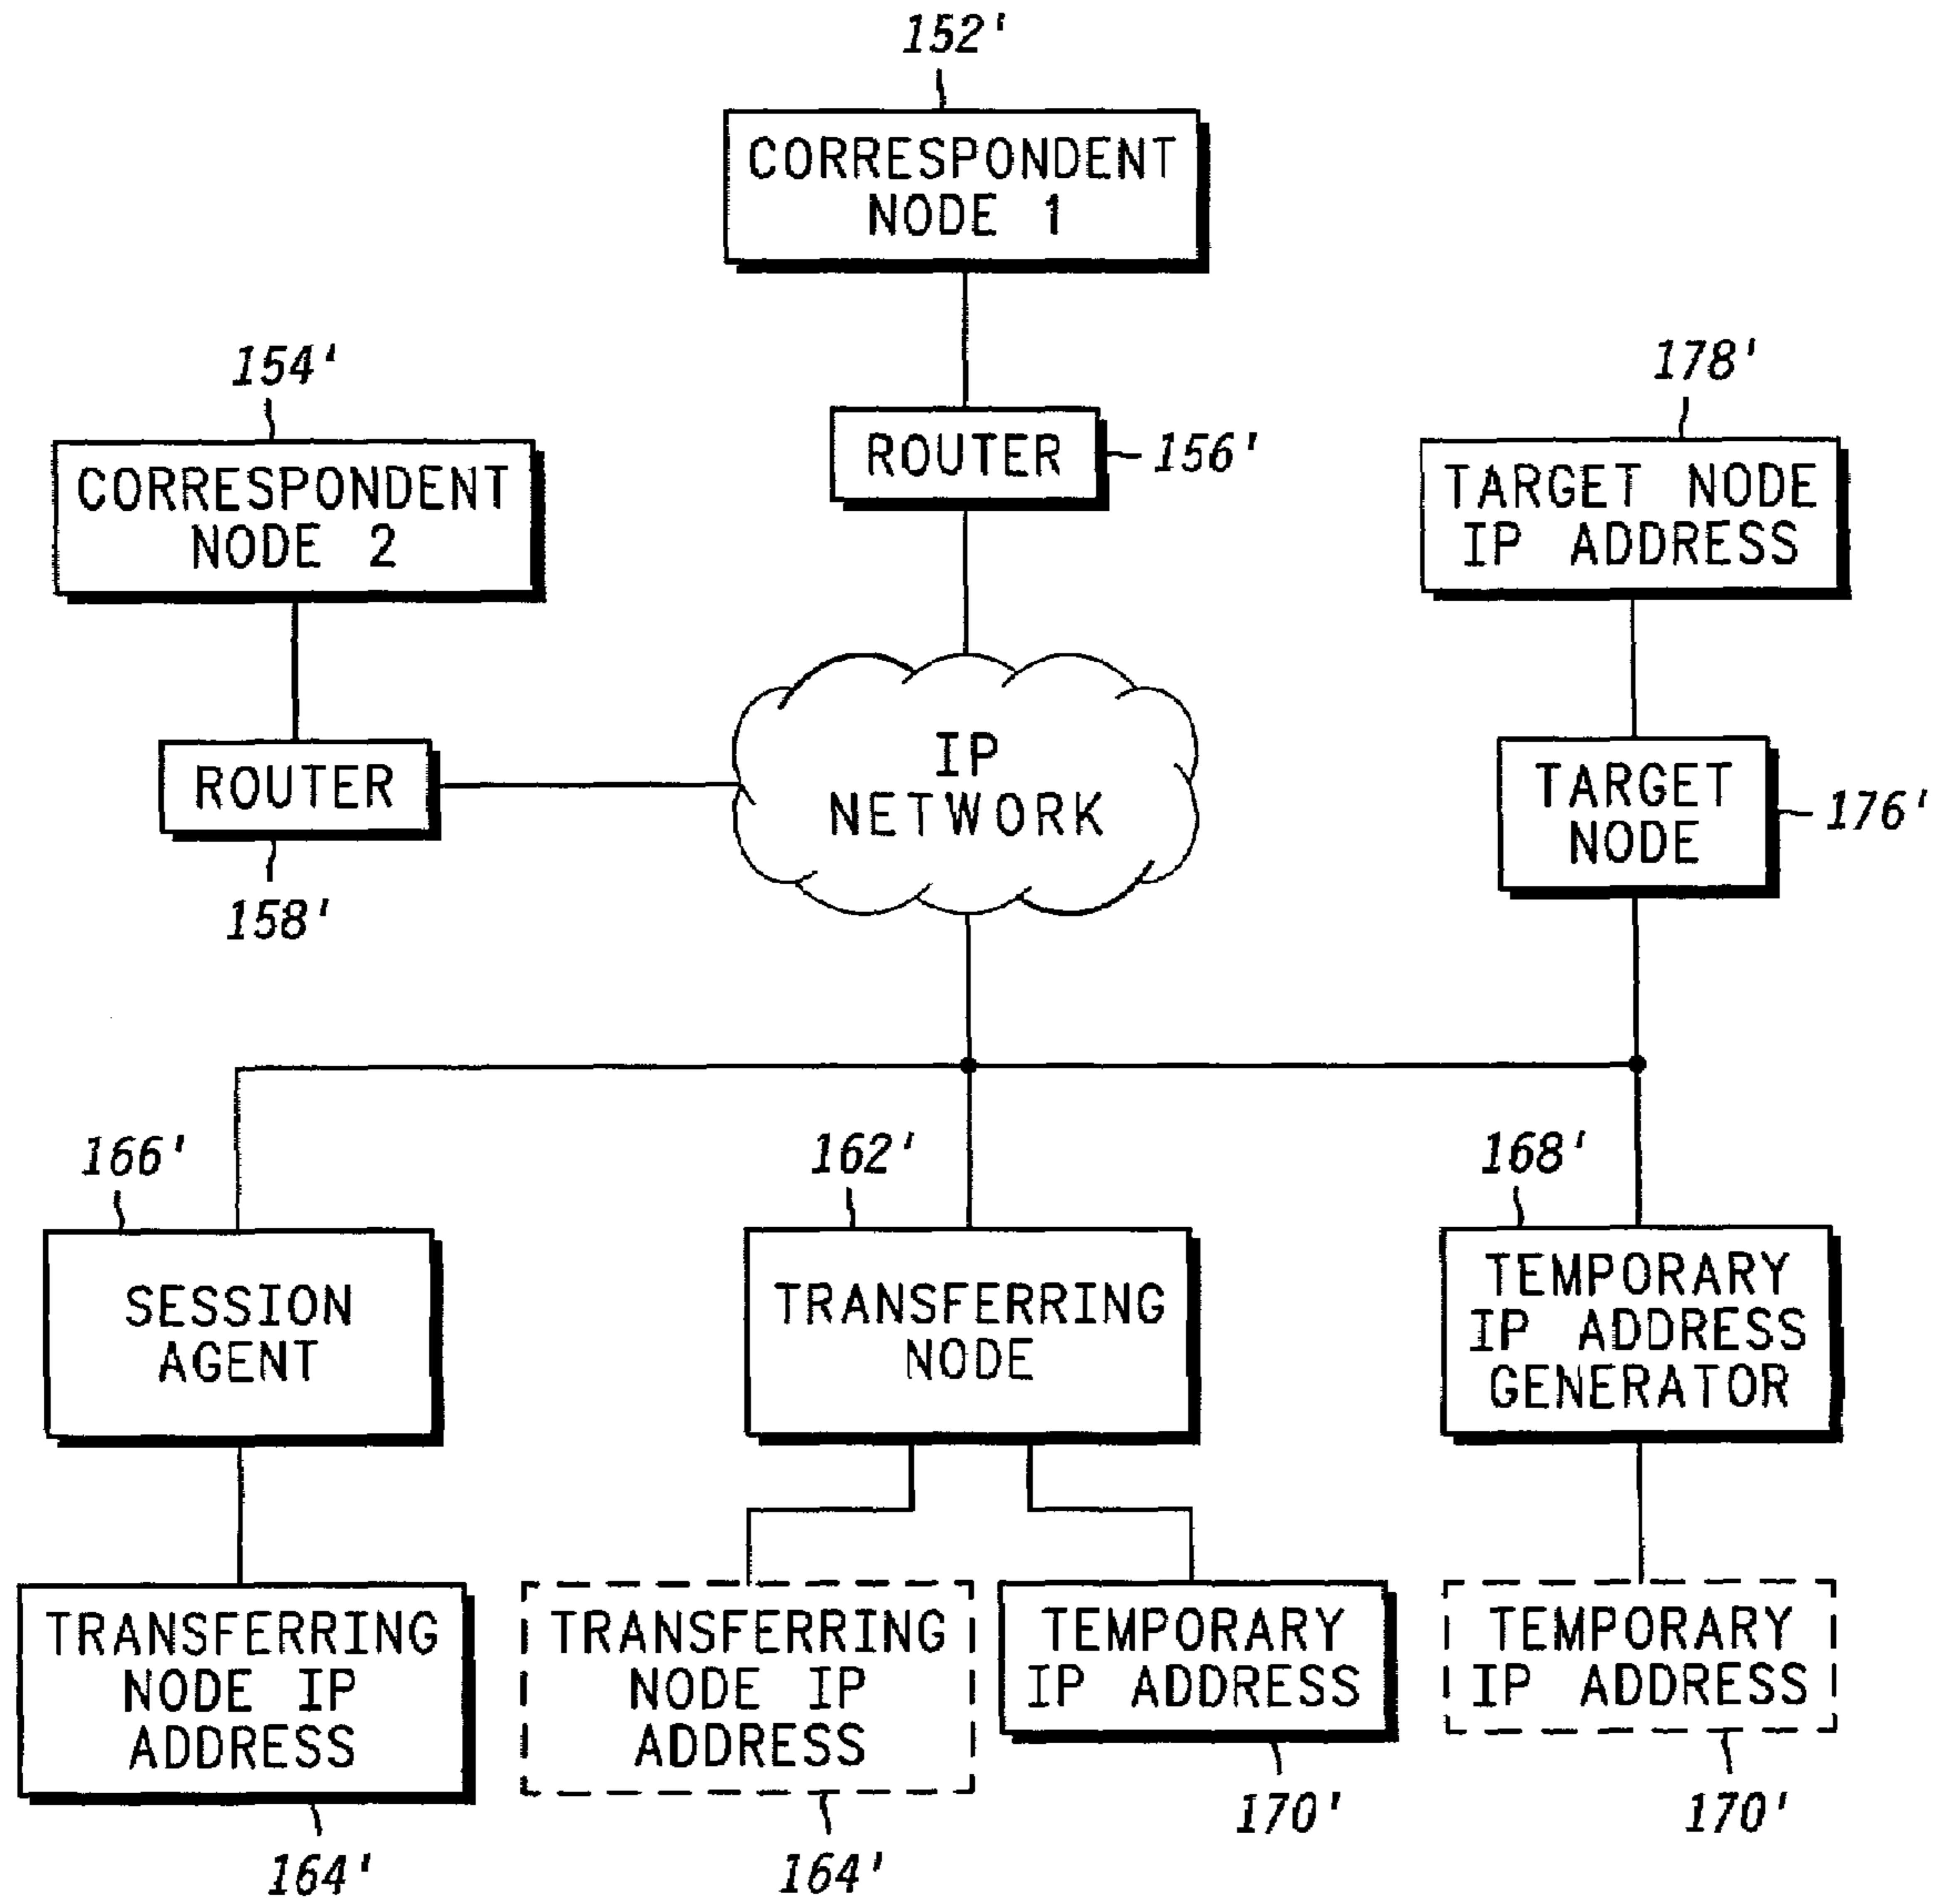 152'
CORRESPONDENT
NODE 1
154'
CORRESPONDENT
NODE 2
ROUTER
156'
178'
TARGET NODE
IP ADDRESS
ROUTER
158'
IP
NETWORK
TARGET
NODE
176'
166'
SESSION
AGENT
162'
TRANSFERRING
NODE
168'
TEMPORARY
IP ADDRESS
GENERATOR
TRANSFERRING
NODE IP
ADDRESS
164'
TRANSFERRING
NODE IP
ADDRESS
164'
TEMPORARY
IP ADDRESS
170'
TEMPORARY
IP ADDRESS
170'